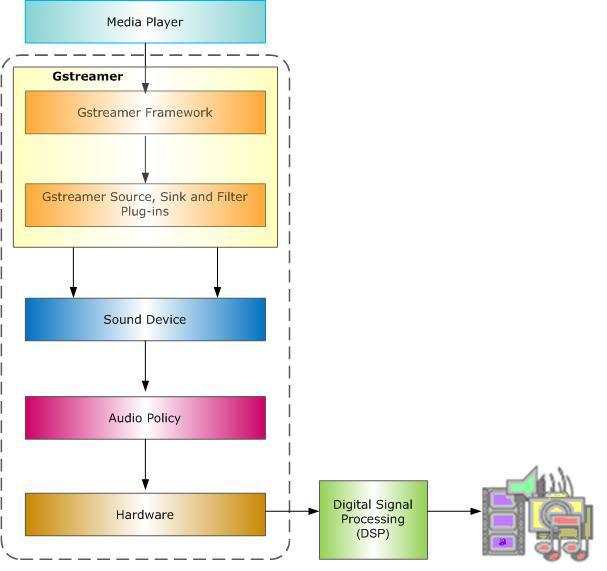 Media Player
Gstreamer
Gstreamer Framework
Gstreamer Source, Sink and Filter
Plug-ins
Sound Device
Audio Policy
Hardware
Digital Signal
Processing
(DSP)